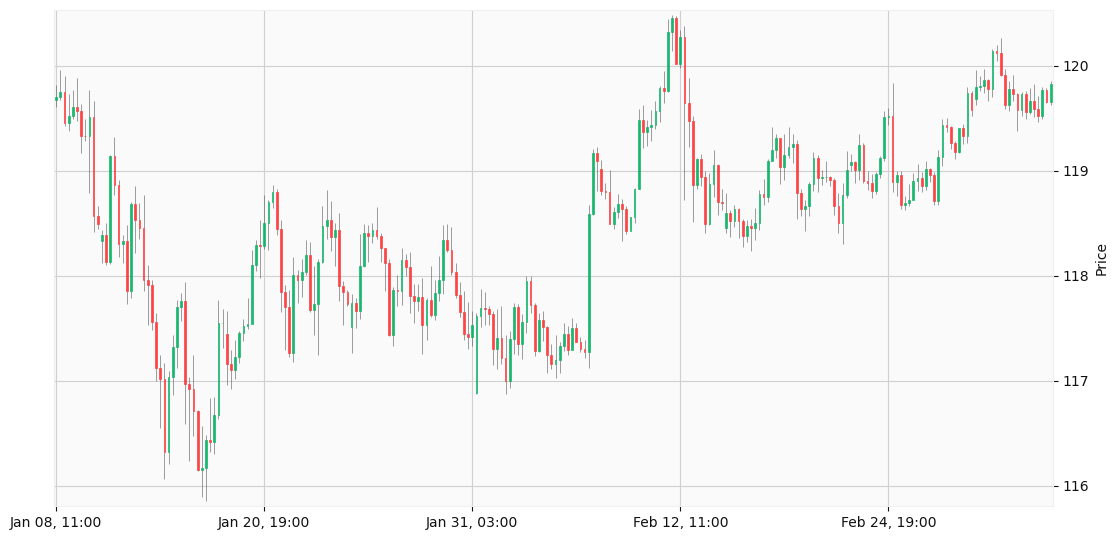 120
119
118
117
116
Price
Jan 08, 11:00
Jan 20, 19:00
Jan 31, 03:00
Feb 12, 11:00
Feb 24, 19:00